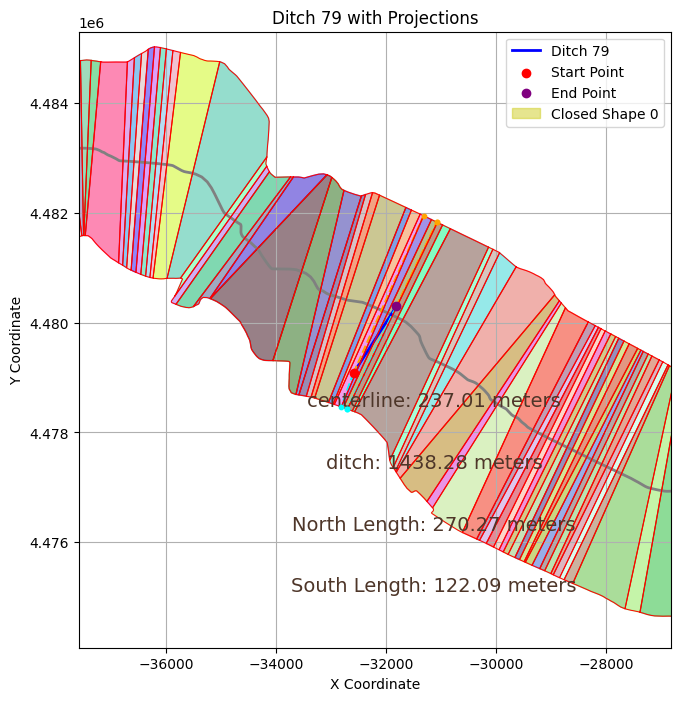 Ditch 79 with Projections
1e6
Ditch 79
Start Point
End Point
Closed Shape 0
4.484
4.482
4.480
4.478
4.476
Y Coordinate
centerline: 237.01 meters
ditch: 1438.28 meters
North Length: 270.27 meters
South Length: 122.09 meters
−36000
−34000
−32000
−30000
−28000
X Coordinate